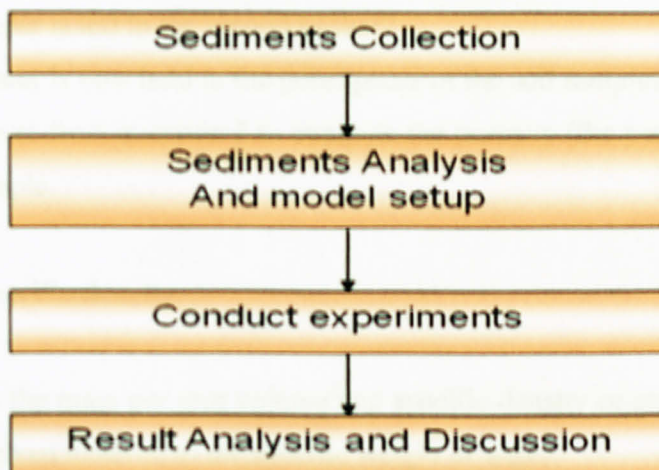 Sediments Collection
Sediments Analysis
And model setup
Conduct experiments
Result Analysis and Discussion